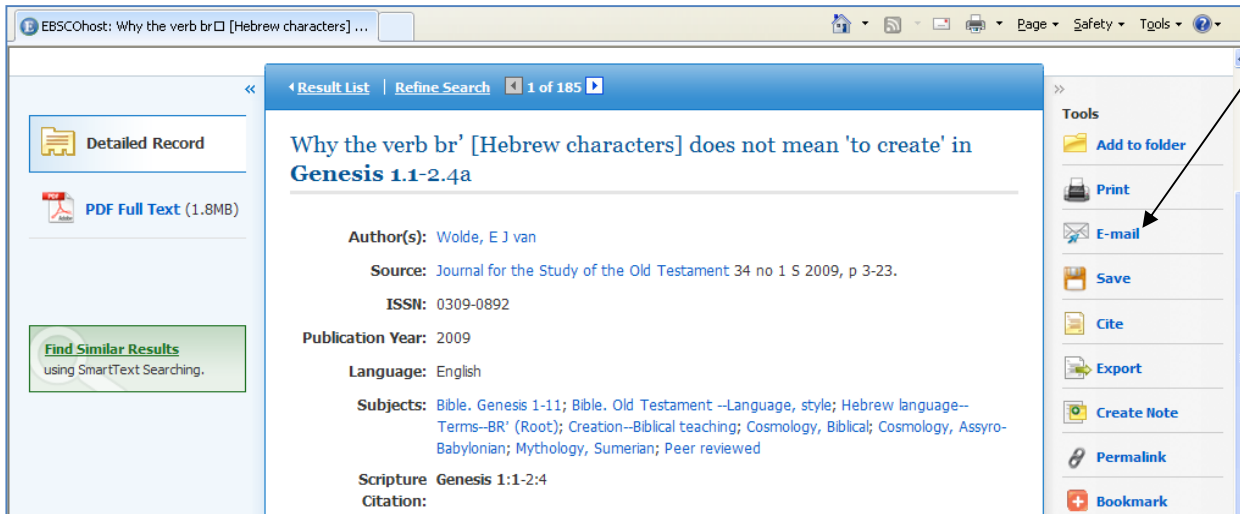 EBSCOhost: Why the verb br□ [Hebrew characters] ...
Page Safety Tools
« Result List | Refine Search 1 of 185 »
Tools
Detailed Record
PDF Full Text (1.8MB)
Find Similar Results
using SmartText Searching.
Why the verb br’ [Hebrew characters] does not mean 'to create' in
Genesis 1.1-2.4a
Author(s): Wolde, E J van
Source: Journal for the Study of the Old Testament 34 no 1 S 2009, p 3-23.
ISSN: 0309-0892
Publication Year: 2009
Language: English
Subjects: Bible. Genesis 1-11; Bible. Old Testament --Language, style; Hebrew language--
Terms--BR' (Root); Creation--Biblical teaching; Cosmology, Biblical; Cosmology, Assyro-
Babylonian; Mythology, Sumerian; Peer reviewed
Scripture Genesis 1:1-2:4
Citation:
Add to folder
Print
E-mail
Save
Cite
Export
Create Note
Permalink
Bookmark